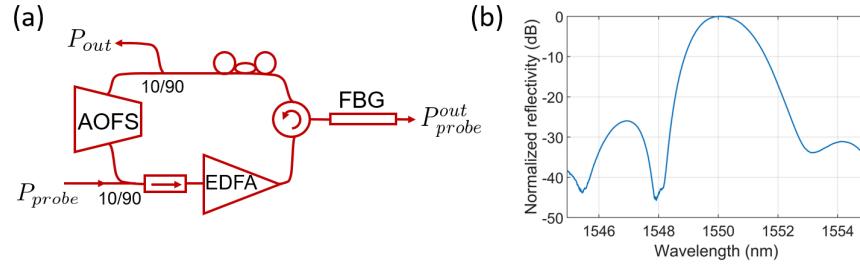 (a)
P_out
10/90
AOFS
FBG
P_probe^out
P_probe
10/90
EDFA
(b)
Normalized reflectivity (dB)
0
-10
-20
-30
-40
-50
1546
1548
1550
1552
1554
Wavelength (nm)